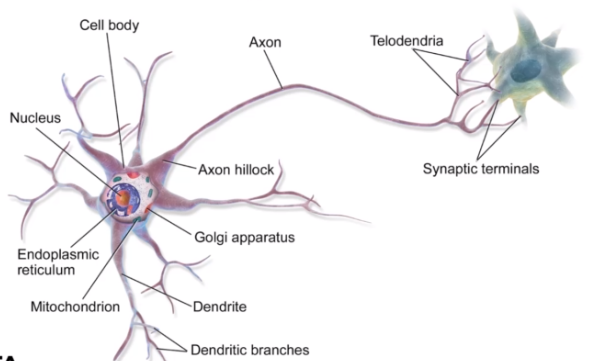 Cell body
Axon
Telodendria
Nucleus
Axon hillock
Synaptic terminals
Golgi apparatus
Endoplasmic
reticulum
Mitochondrion
Dendrite
Dendritic branches